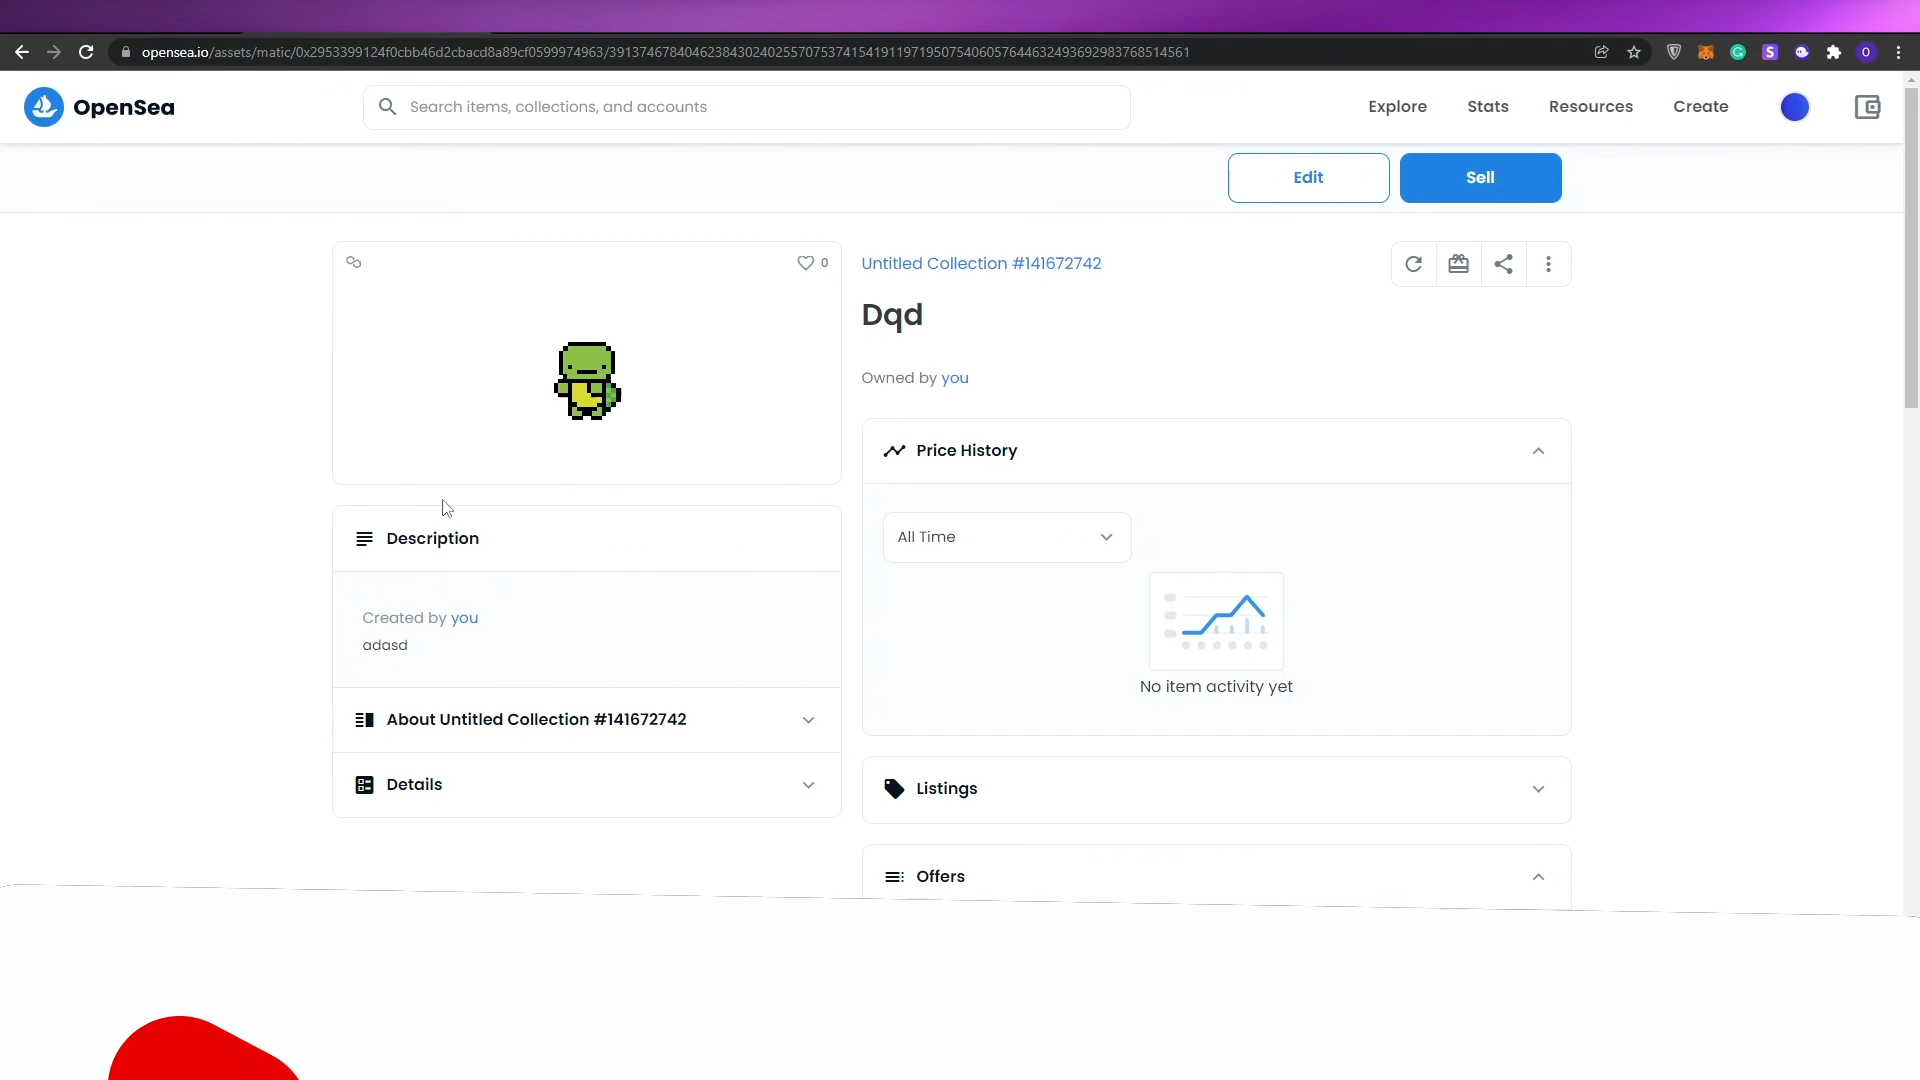 opensea.io/assets/matic/0x2953399124f0cbb46d2cbacd8a89cf0599974963/39137467840462384302402557075374154191197195075406057644632493692983768514561
S
O
OpenSea
Search items, collections, and accounts
Explore
Stats
Resources
Create
Edit
Sell
0
Untitled Collection #141672742
Dqd
Owned by you
Price History
All Time
No item activity yet
Description
Created by you
adasd
About Untitled Collection #141672742
Details
Listings
Offers